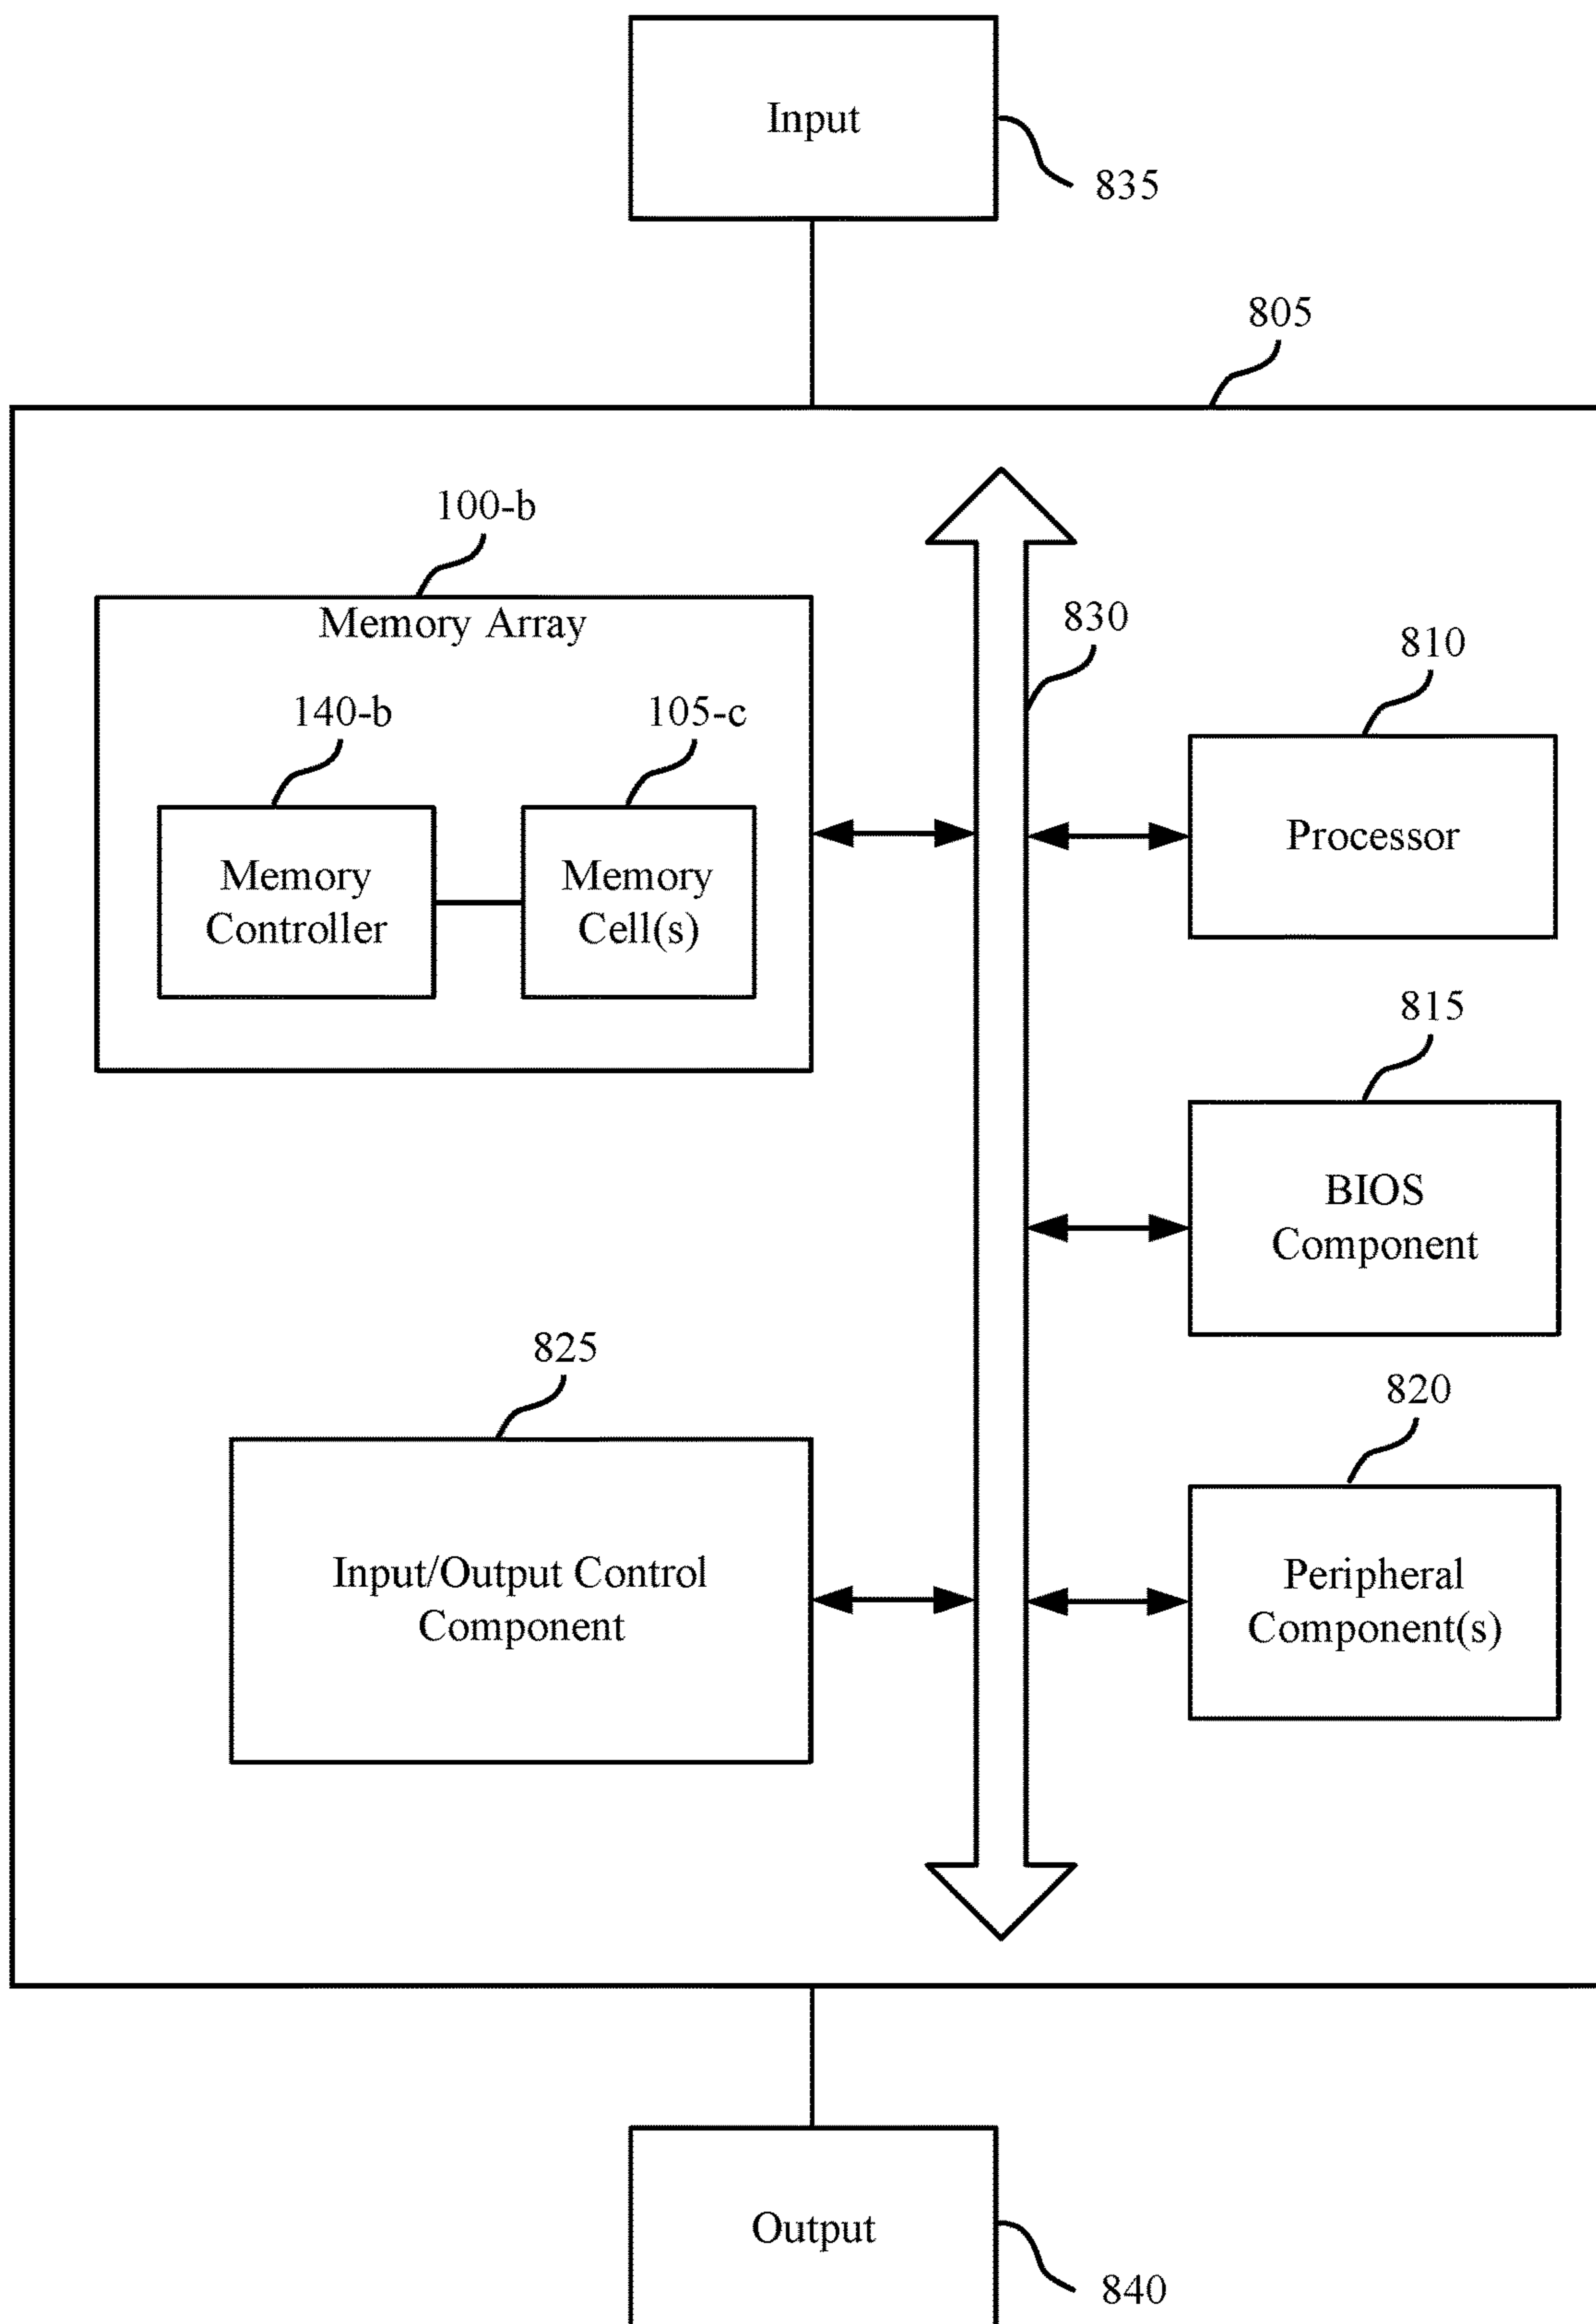 Input
835
805
100-b
Memory Array
830
810
140-b
105-c
Processor
Memory
Controller
Memory
Cell(s)
815
BIOS
Component
825
820
Input/Output Control
Component
Peripheral
Component(s)
Output
840